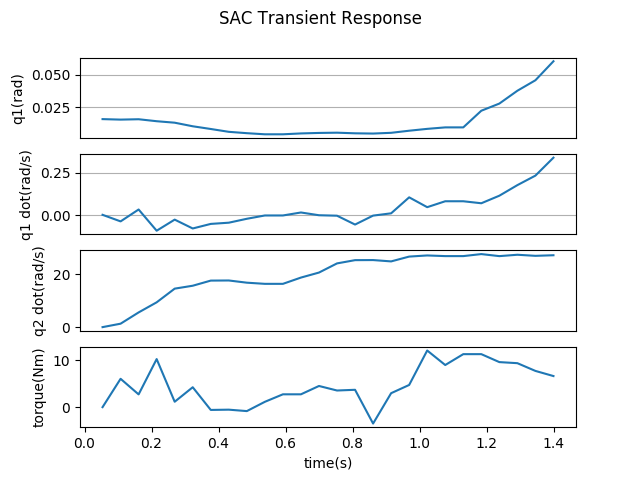 SAC Transient Response
q1(rad)
0.050
0.025
q1 dot(rad/s)
0.25
0.00
q2 dot(rad/s)
20
0
torque(Nm)
10
0
0.0 0.2 0.4 0.6 0.8 1.0 1.2 1.4
time(s)